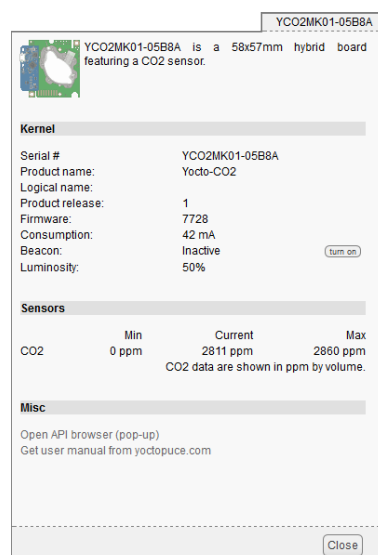 YCO2MK01-05B8A
YCO2MK01-05B8A is a 58x57mm hybrid board
featuring a CO2 sensor.
Kernel
Serial # YCO2MK01-05B8A
Product name: Yocto-CO2
Logical name:
Product release: 1
Firmware: 7728
Consumption: 42 mA
Beacon: Inactive turn on
Luminosity: 50%
Sensors
Min Current Max
CO2 0 ppm 2811 ppm 2860 ppm
CO2 data are shown in ppm by volume.
Misc
Open API browser (pop-up)
Get user manual from yoctopuce.com
Close